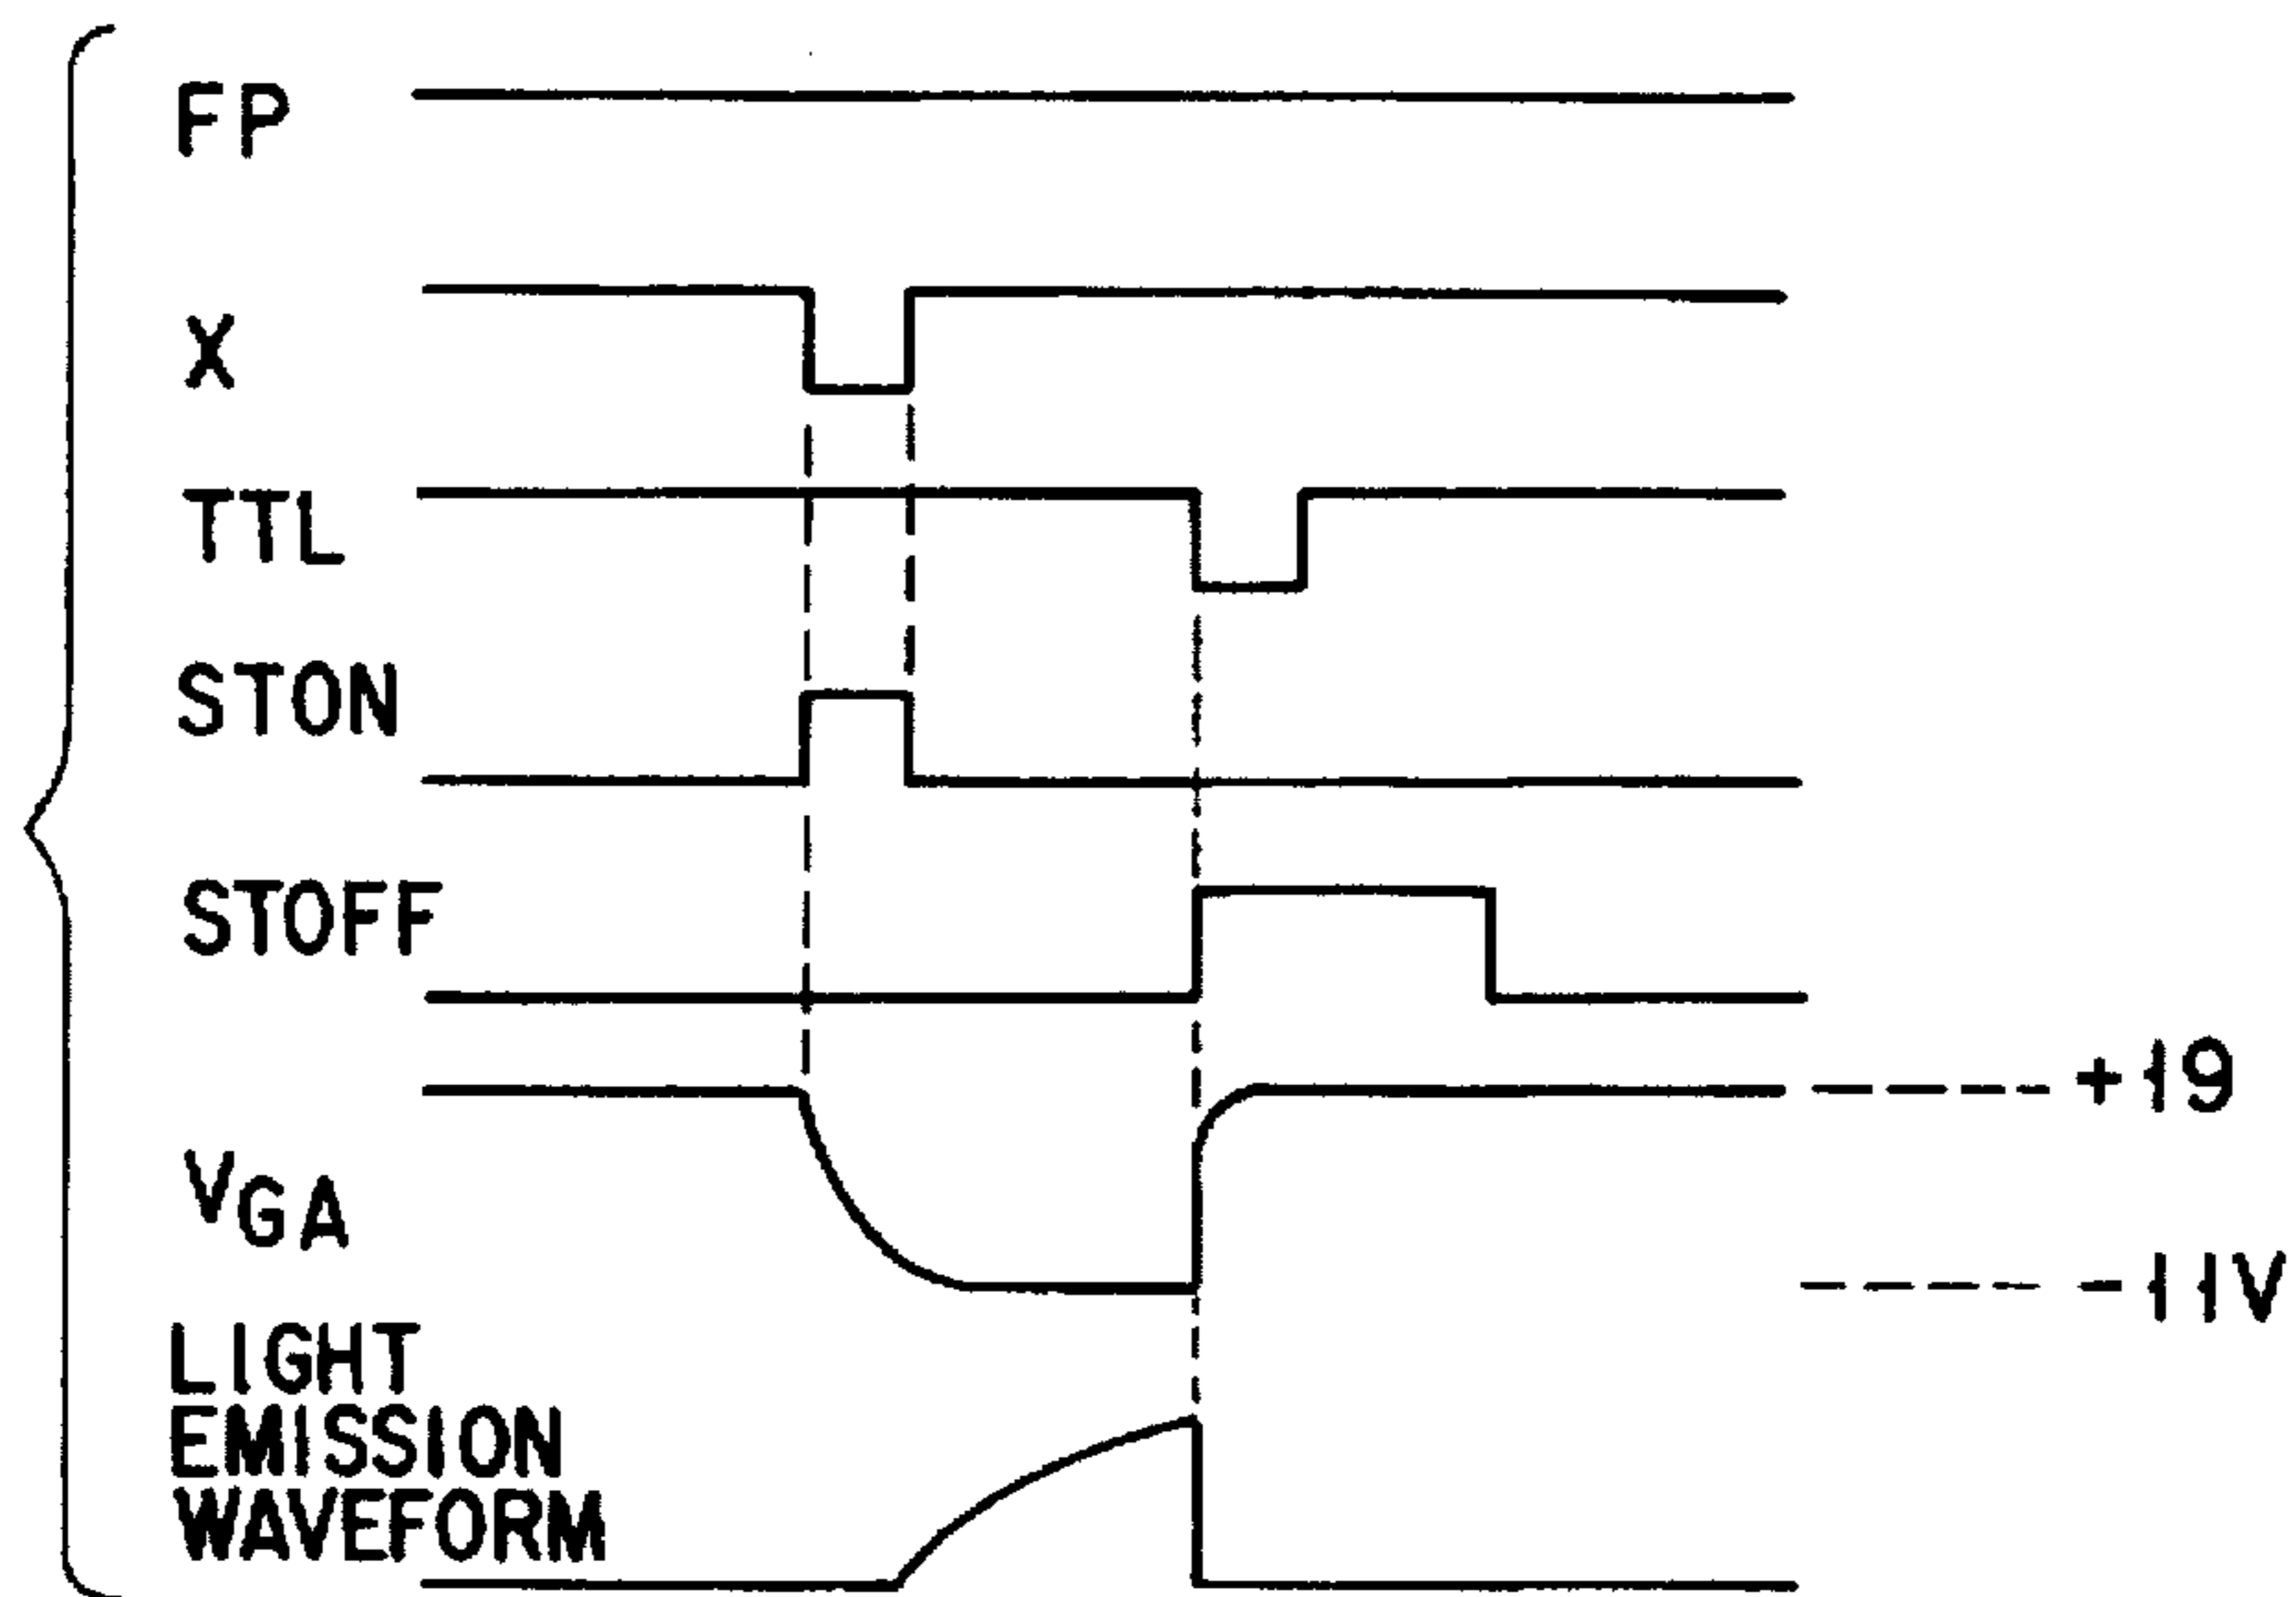 FP
X
TTL
STON
STOFF
+19
VGA
-11V
LIGHT
EMISSION
WAVEFORM